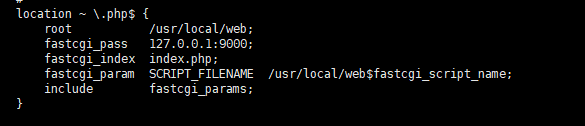 #
location ~ \.php$ {
    root           /usr/local/web;
    fastcgi_pass   127.0.0.1:9000;
    fastcgi_index  index.php;
    fastcgi_param  SCRIPT_FILENAME  /usr/local/web$fastcgi_script_name;
    include        fastcgi_params;
}